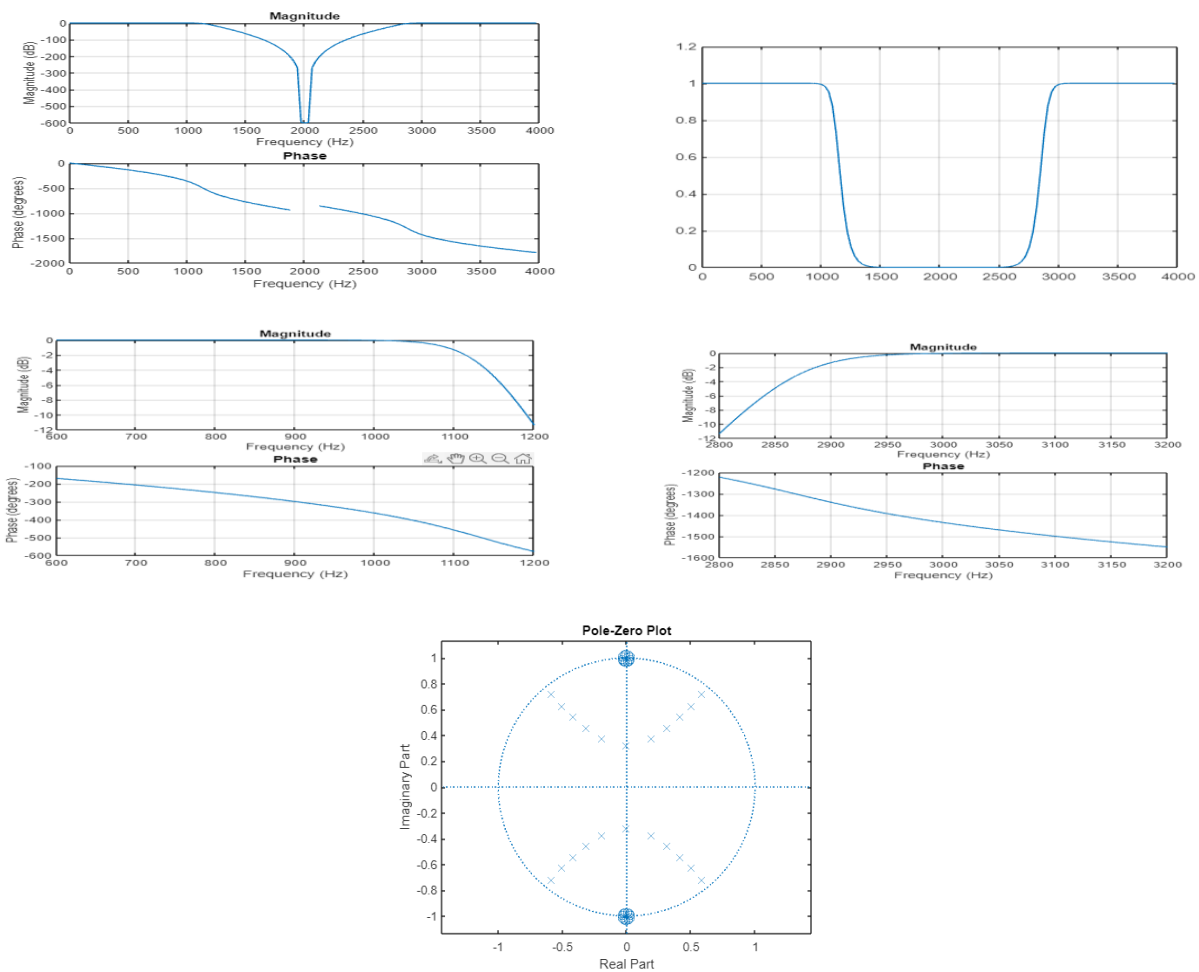 Magnitude
0
-100
-200
-300
-400
-500
-600
Magnitude (dB)
0 500 1000 1500 2000 2500 3000 3500 4000
Frequency (Hz)
Phase
0
-500
-1000
-1500
-2000
Phase (degrees)
0 500 1000 1500 2000 2500 3000 3500 4000
Frequency (Hz)
1.2
1
0.8
0.6
0.4
0.2
0
0 500 1000 1500 2000 2500 3000 3500 4000
Magnitude
0
-2
-4
-6
-8
-10
-12
Magnitude (dB)
600 700 800 900 1000 1100 1200
Frequency (Hz)
Phase
-100
-200
-300
-400
-500
-600
Phase (degrees)
600 700 800 900 1000 1100 1200
Frequency (Hz)
Magnitude
0
-2
-4
-6
-8
-10
-12
Magnitude (dB)
2800 2850 2900 2950 3000 3050 3100 3150 3200
Frequency (Hz)
Phase
-1200
-1300
-1400
-1500
-1600
Phase (degrees)
2800 2850 2900 2950 3000 3050 3100 3150 3200
Frequency (Hz)
Pole-Zero Plot
1
0.8
0.6
0.4
0.2
0
-0.2
-0.4
-0.6
-0.8
-1
Imaginary Part
-1 -0.5 0 0.5 1
Real Part